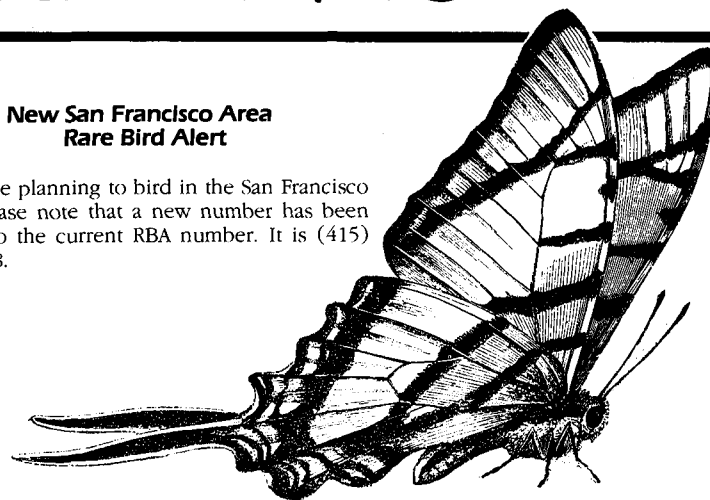 New San Francisco Area
Rare Bird Alert
e planning to bird in the San Francisco
ase note that a new number has been
o the current RBA number. It is (415)
3.